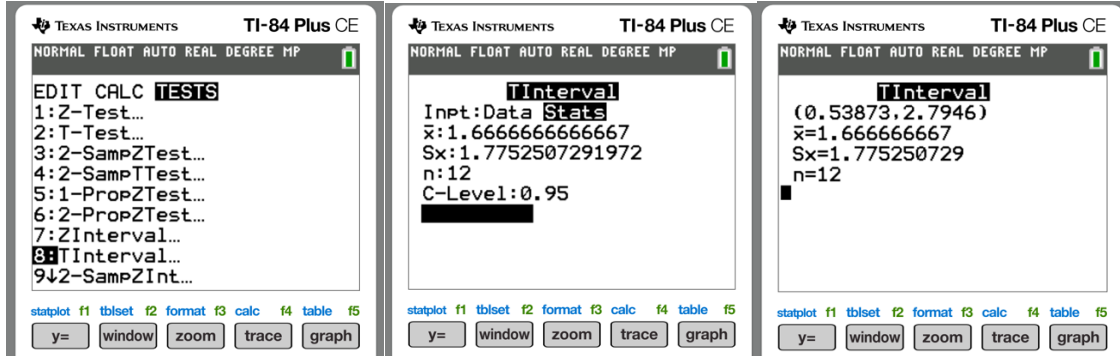 TEXAS INSTRUMENTS TI-84 Plus CE
NORMAL FLOAT AUTO REAL DEGREE MP
EDIT CALC TESTS
1:Z-Test…
2:T-Test…
3:2-SampZTest…
4:2-SampTTest…
5:1-PropZTest…
6:2-PropZTest…
7:ZInterval…
8:TInterval…
9↓2-SampZInt…
statplot f1 tblset f2 format f3 calc f4 table f5
y= window zoom trace graph
TEXAS INSTRUMENTS TI-84 Plus CE
NORMAL FLOAT AUTO REAL DEGREE MP
TInterval
Inpt:Data Stats
x̄:1.6666666666667
Sx:1.7752507291972
n:12
C-Level:0.95
statplot f1 tblset f2 format f3 calc f4 table f5
y= window zoom trace graph
TEXAS INSTRUMENTS TI-84 Plus CE
NORMAL FLOAT AUTO REAL DEGREE MP
TInterval
(0.53873,2.7946)
x̄=1.666666667
Sx=1.775250729
n=12
statplot f1 tblset f2 format f3 calc f4 table f5
y= window zoom trace graph